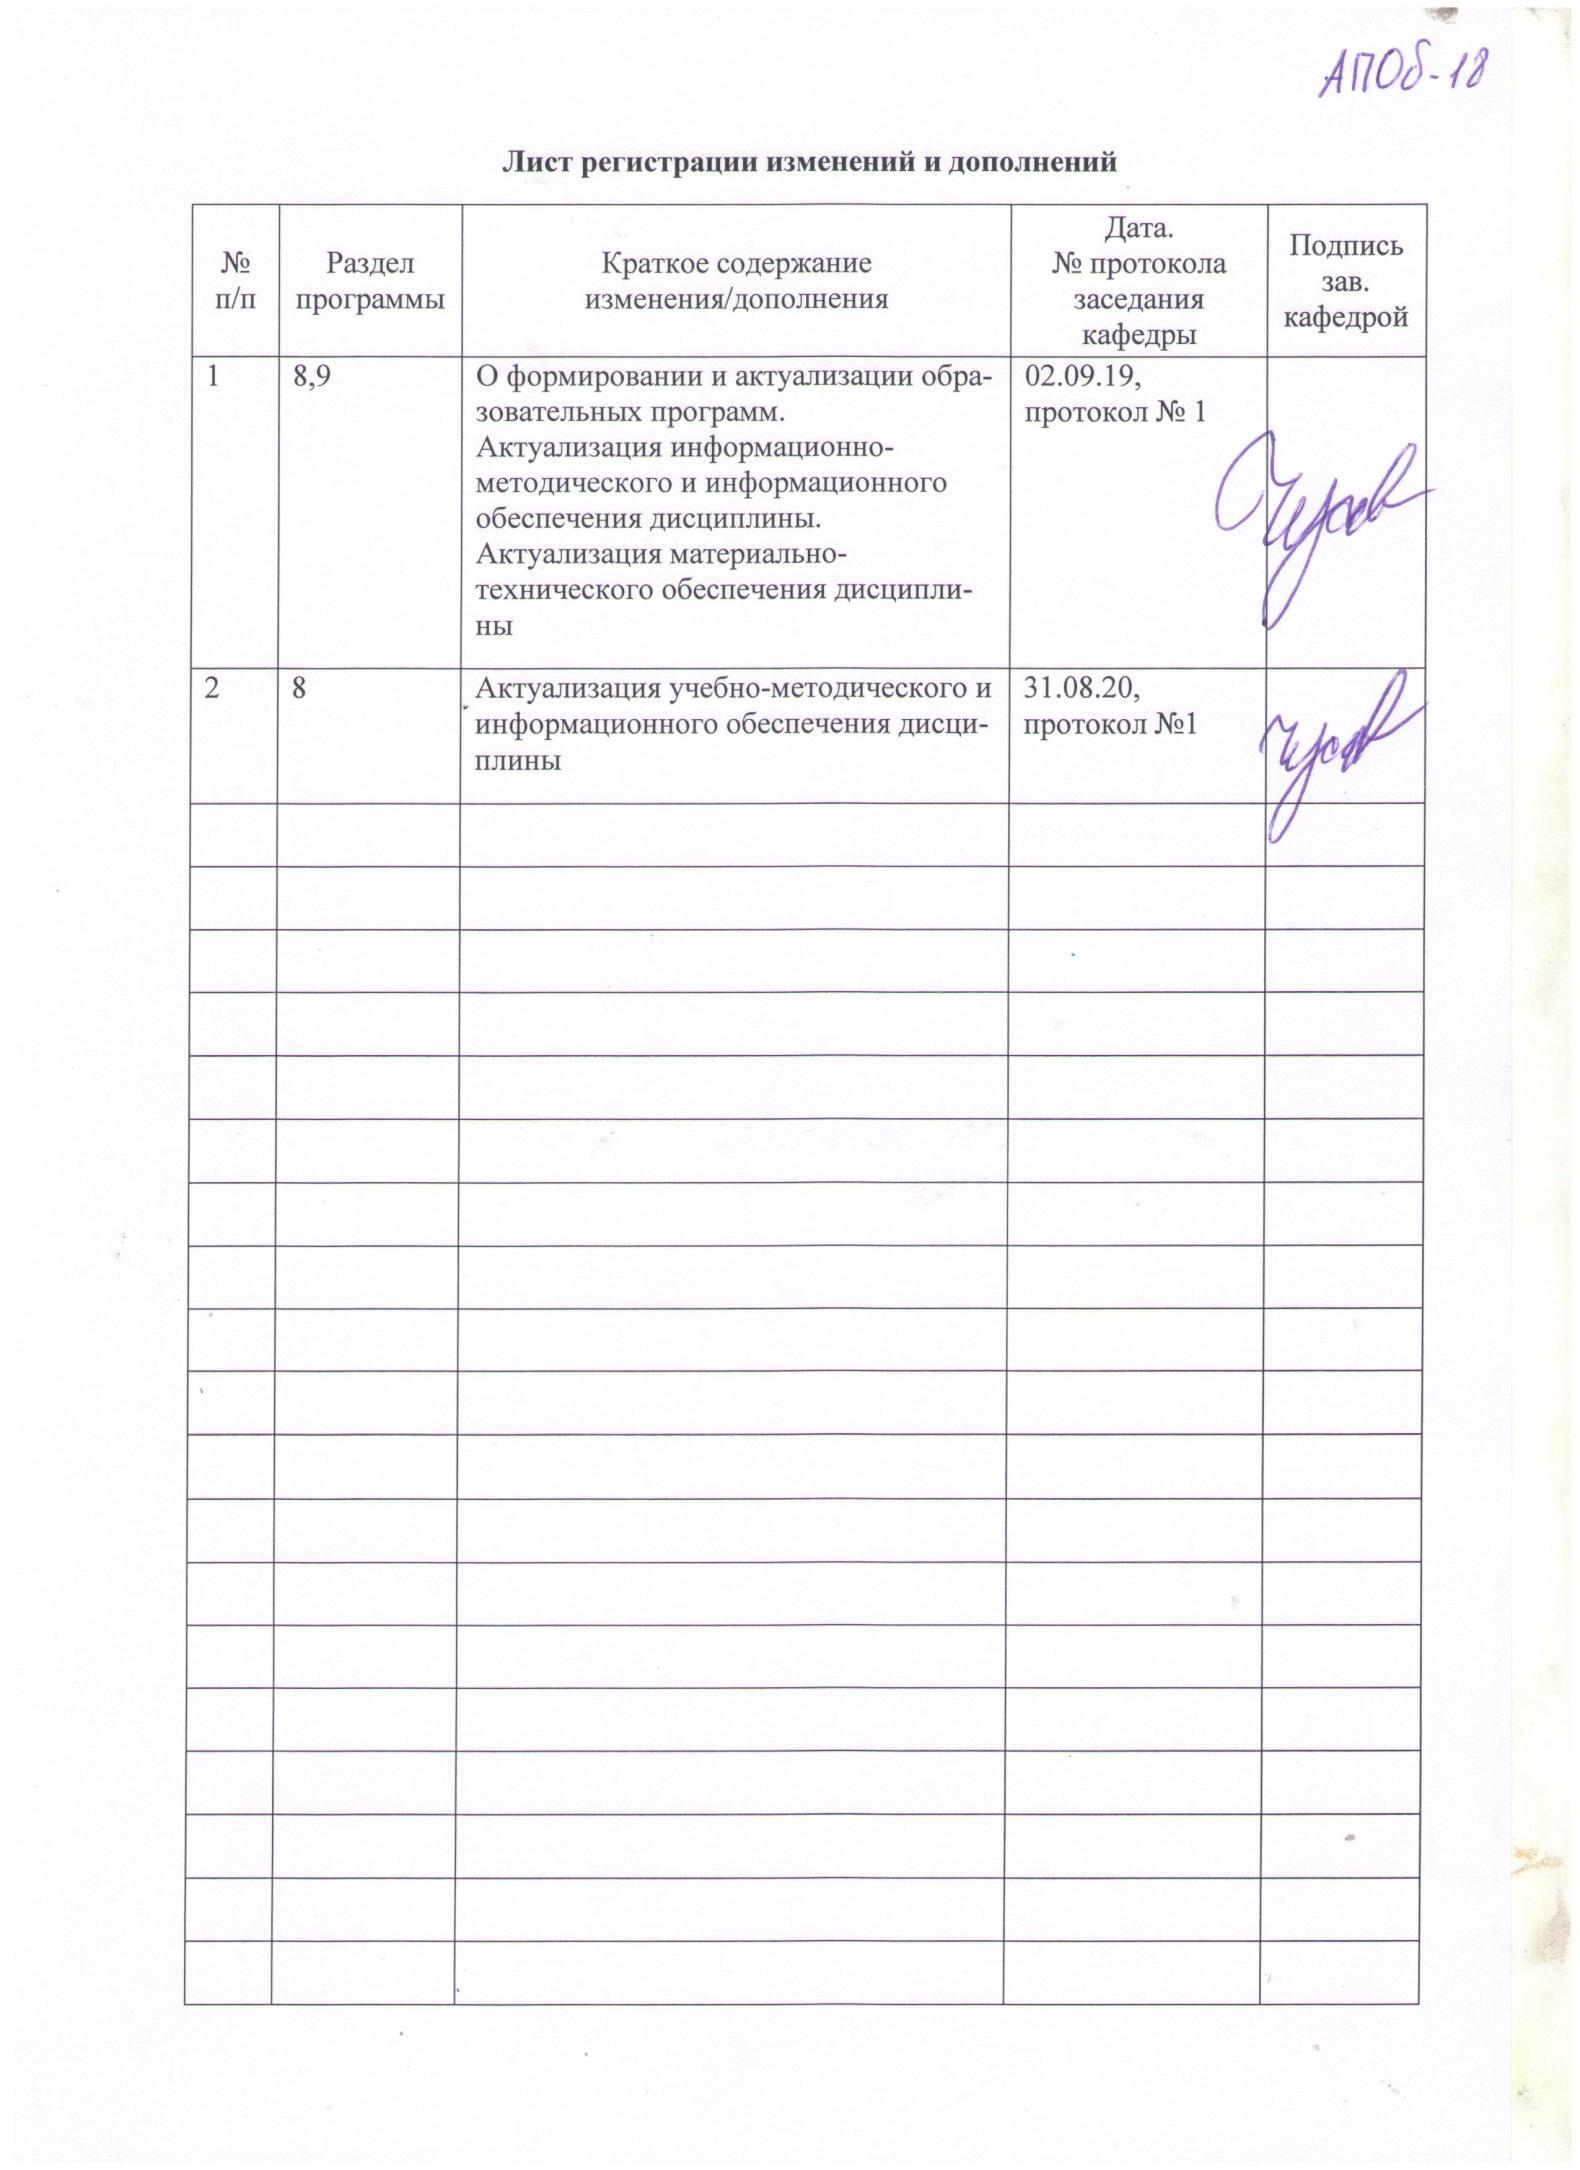 АПОб-18
Лист регистрации изменений и дополнений
№
п/п
Раздел
программы
Краткое содержание
изменения/дополнения
Дата.
№ протокола
заседания
кафедры
Подпись
зав.
кафедрой
1
8,9
О формировании и актуализации обра-
зовательных программ.
Актуализация информационно-
методического и информационного
обеспечения дисциплины.
Актуализация материально-
технического обеспечения дисципли-
ны
02.09.19,
протокол № 1
2
8
Актуализация учебно-методического и
информационного обеспечения дисци-
плины
31.08.20,
протокол №1